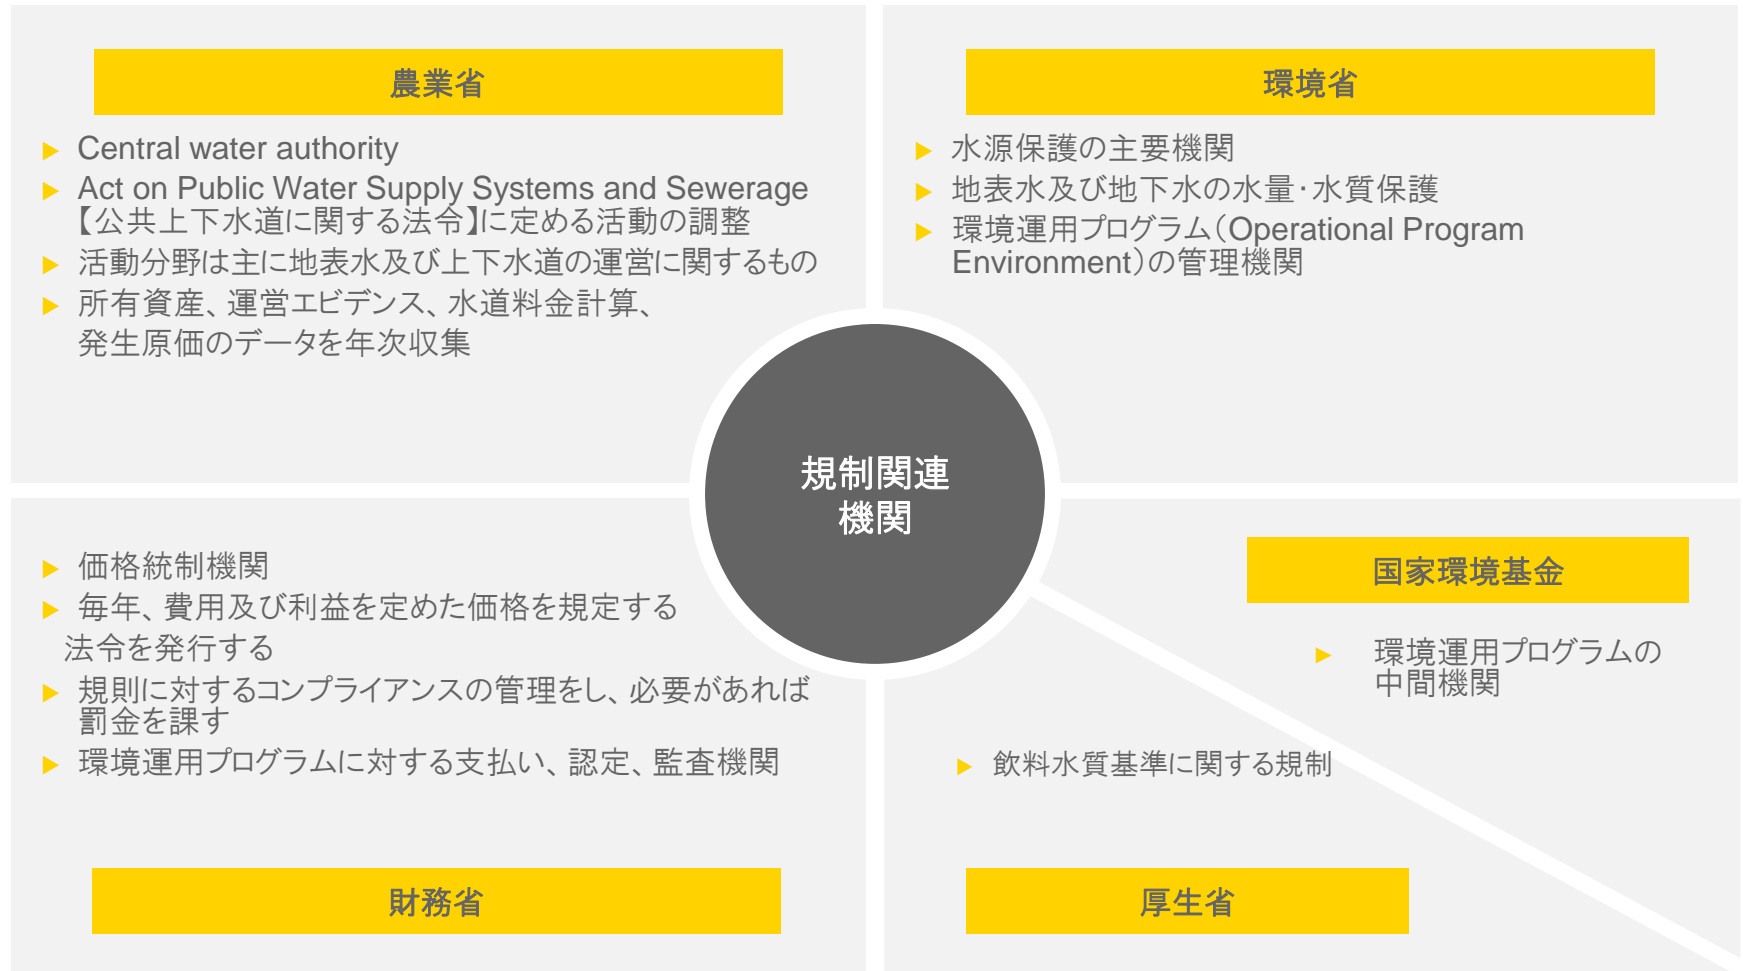 農業省
Central water authority
Act on Public Water Supply Systems and Sewerage
【公共上下水道に関する法令】に定める活動の調整
活動分野は主に地表水及び上下水道の運営に関するもの
所有資産、運営エビデンス、水道料金計算、
発生原価のデータを年次収集
環境省
水源保護の主要機関
地表水及び地下水の水量・水質保護
環境運用プログラム（Operational Program
Environment）の管理機関
規制関連
機関
価格統制機関
毎年、費用及び利益を定めた価格を規定する
法令を発行する
規則に対するコンプライアンスの管理をし、必要があれば
罰金を課す
環境運用プログラムに対する支払い、認定、監査機関
財務省
国家環境基金
環境運用プログラムの
中間機関
飲料水質基準に関する規制
厚生省